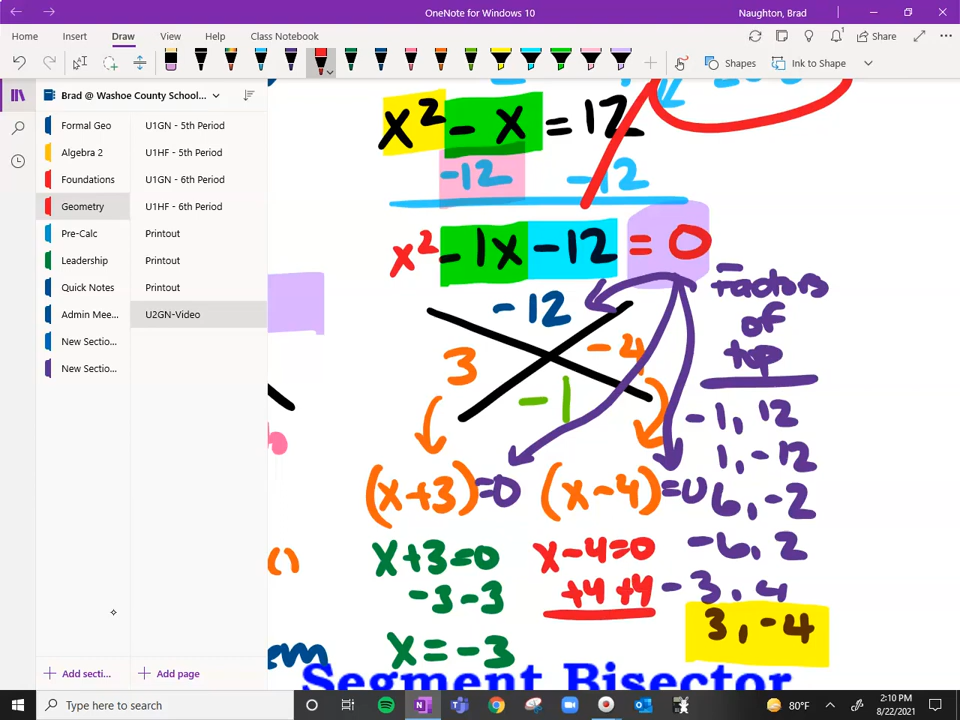 OneNote for Windows 10
Naughton, Brad
Home Insert Draw View Help Class Notebook
Share
Shapes
Ink to Shape
Brad @ Washoe County School...
Formal Geo
Algebra 2
Foundations
Geometry
Pre-Calc
Leadership
Quick Notes
Admin Mee...
New Sectio...
New Sectio...
Add secti...
U1GN - 5th Period
U1HF - 5th Period
U1GN - 6th Period
U1HF - 6th Period
Printout
Printout
Printout
U2GN-Video
Add page
x² - x = 12
-12 -12
x² - 1x - 12 = 0
-12
3 -4
-1
(x+3)=0 (x-4)=0
x+3=0
-3 -3
x = -3
x-4=0
+4 +4
Factors
of
top
-1, 12
1, -12
6, -2
-6, 2
-3, 4
3, -4
em
Segment Bisector
Type here to search
80°F
2:10 PM
8/22/2021